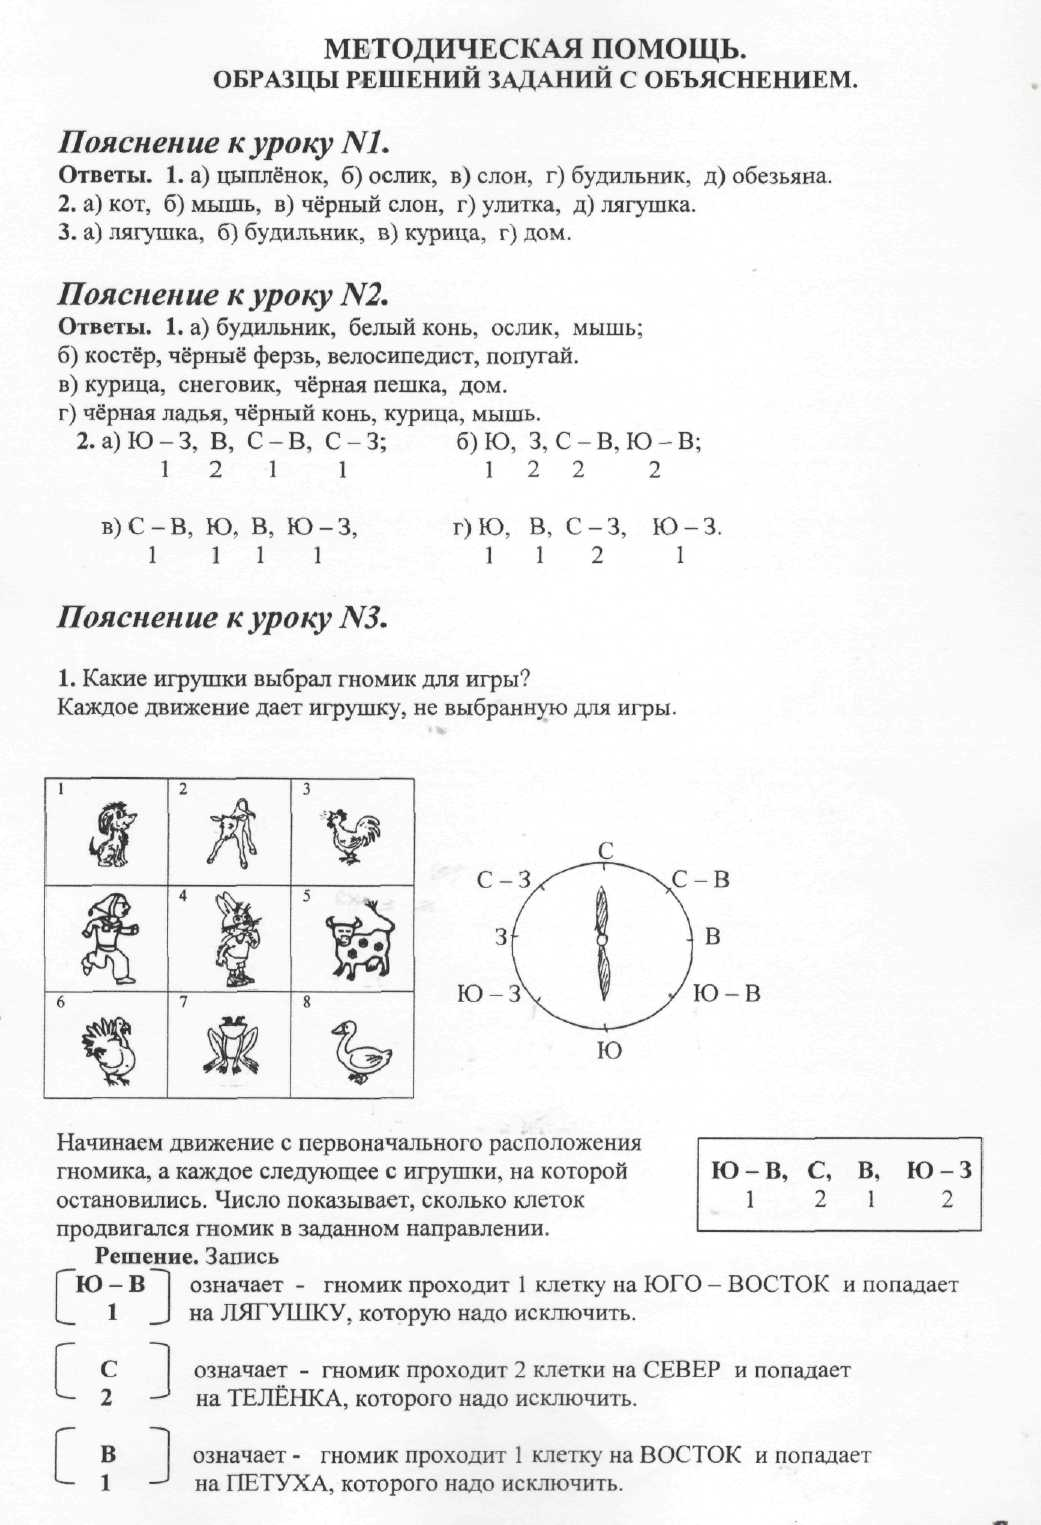 МЕТОДИЧЕСКАЯ ПОМОЩЬ.
ОБРАЗЦЫ РЕШЕНИЙ ЗАДАНИЙ С ОБЪЯСНЕНИЕМ.
Пояснение к уроку N1.
Ответы. 1. а) цыплёнок, б) ослик, в) слон, г) будильник, д) обезьяна.
2. а) кот, б) мышь, в) чёрный слон, г) улитка, д) лягушка.
3. а) лягушка, б) будильник, в) курица, г) дом.
Пояснение к уроку N2.
Ответы. 1. а) будильник, белый конь, ослик, мышь;
б) костёр, чёрныё ферзь, велосипедист, попугай.
в) курица, снеговик, чёрная пешка, дом.
г) чёрная ладья, чёрный конь, курица, мышь.
2. а) Ю – З, В, С – В, С – З; б) Ю, З, С – В, Ю – В;
1 2 1 1 1 2 2 2
в) С – В, Ю, В, Ю – З, г) Ю, В, С – З, Ю – З.
1 1 1 1 1 1 2 1
Пояснение к уроку N3.
1. Какие игрушки выбрал гномик для игры?
Каждое движение дает игрушку, не выбранную для игры.
1 2 3
4 5
6 7 8
С
С – З С – В
З В
Ю – З Ю – В
Ю
Начинаем движение с первоначального расположения
гномика, а каждое следующее с игрушки, на которой
остановились. Число показывает, сколько клеток
продвигался гномик в заданном направлении.
Ю – В, С, В, Ю – З
1 2 1 2
Решение. Запись
Ю – В означает - гномик проходит 1 клетку на ЮГО – ВОСТОК и попадает
1 на ЛЯГУШКУ, которую надо исключить.
С означает - гномик проходит 2 клетки на СЕВЕР и попадает
2 на ТЕЛЁНКА, которого надо исключить.
В означает - гномик проходит 1 клетку на ВОСТОК и попадает
1 на ПЕТУХА, которого надо исключить.